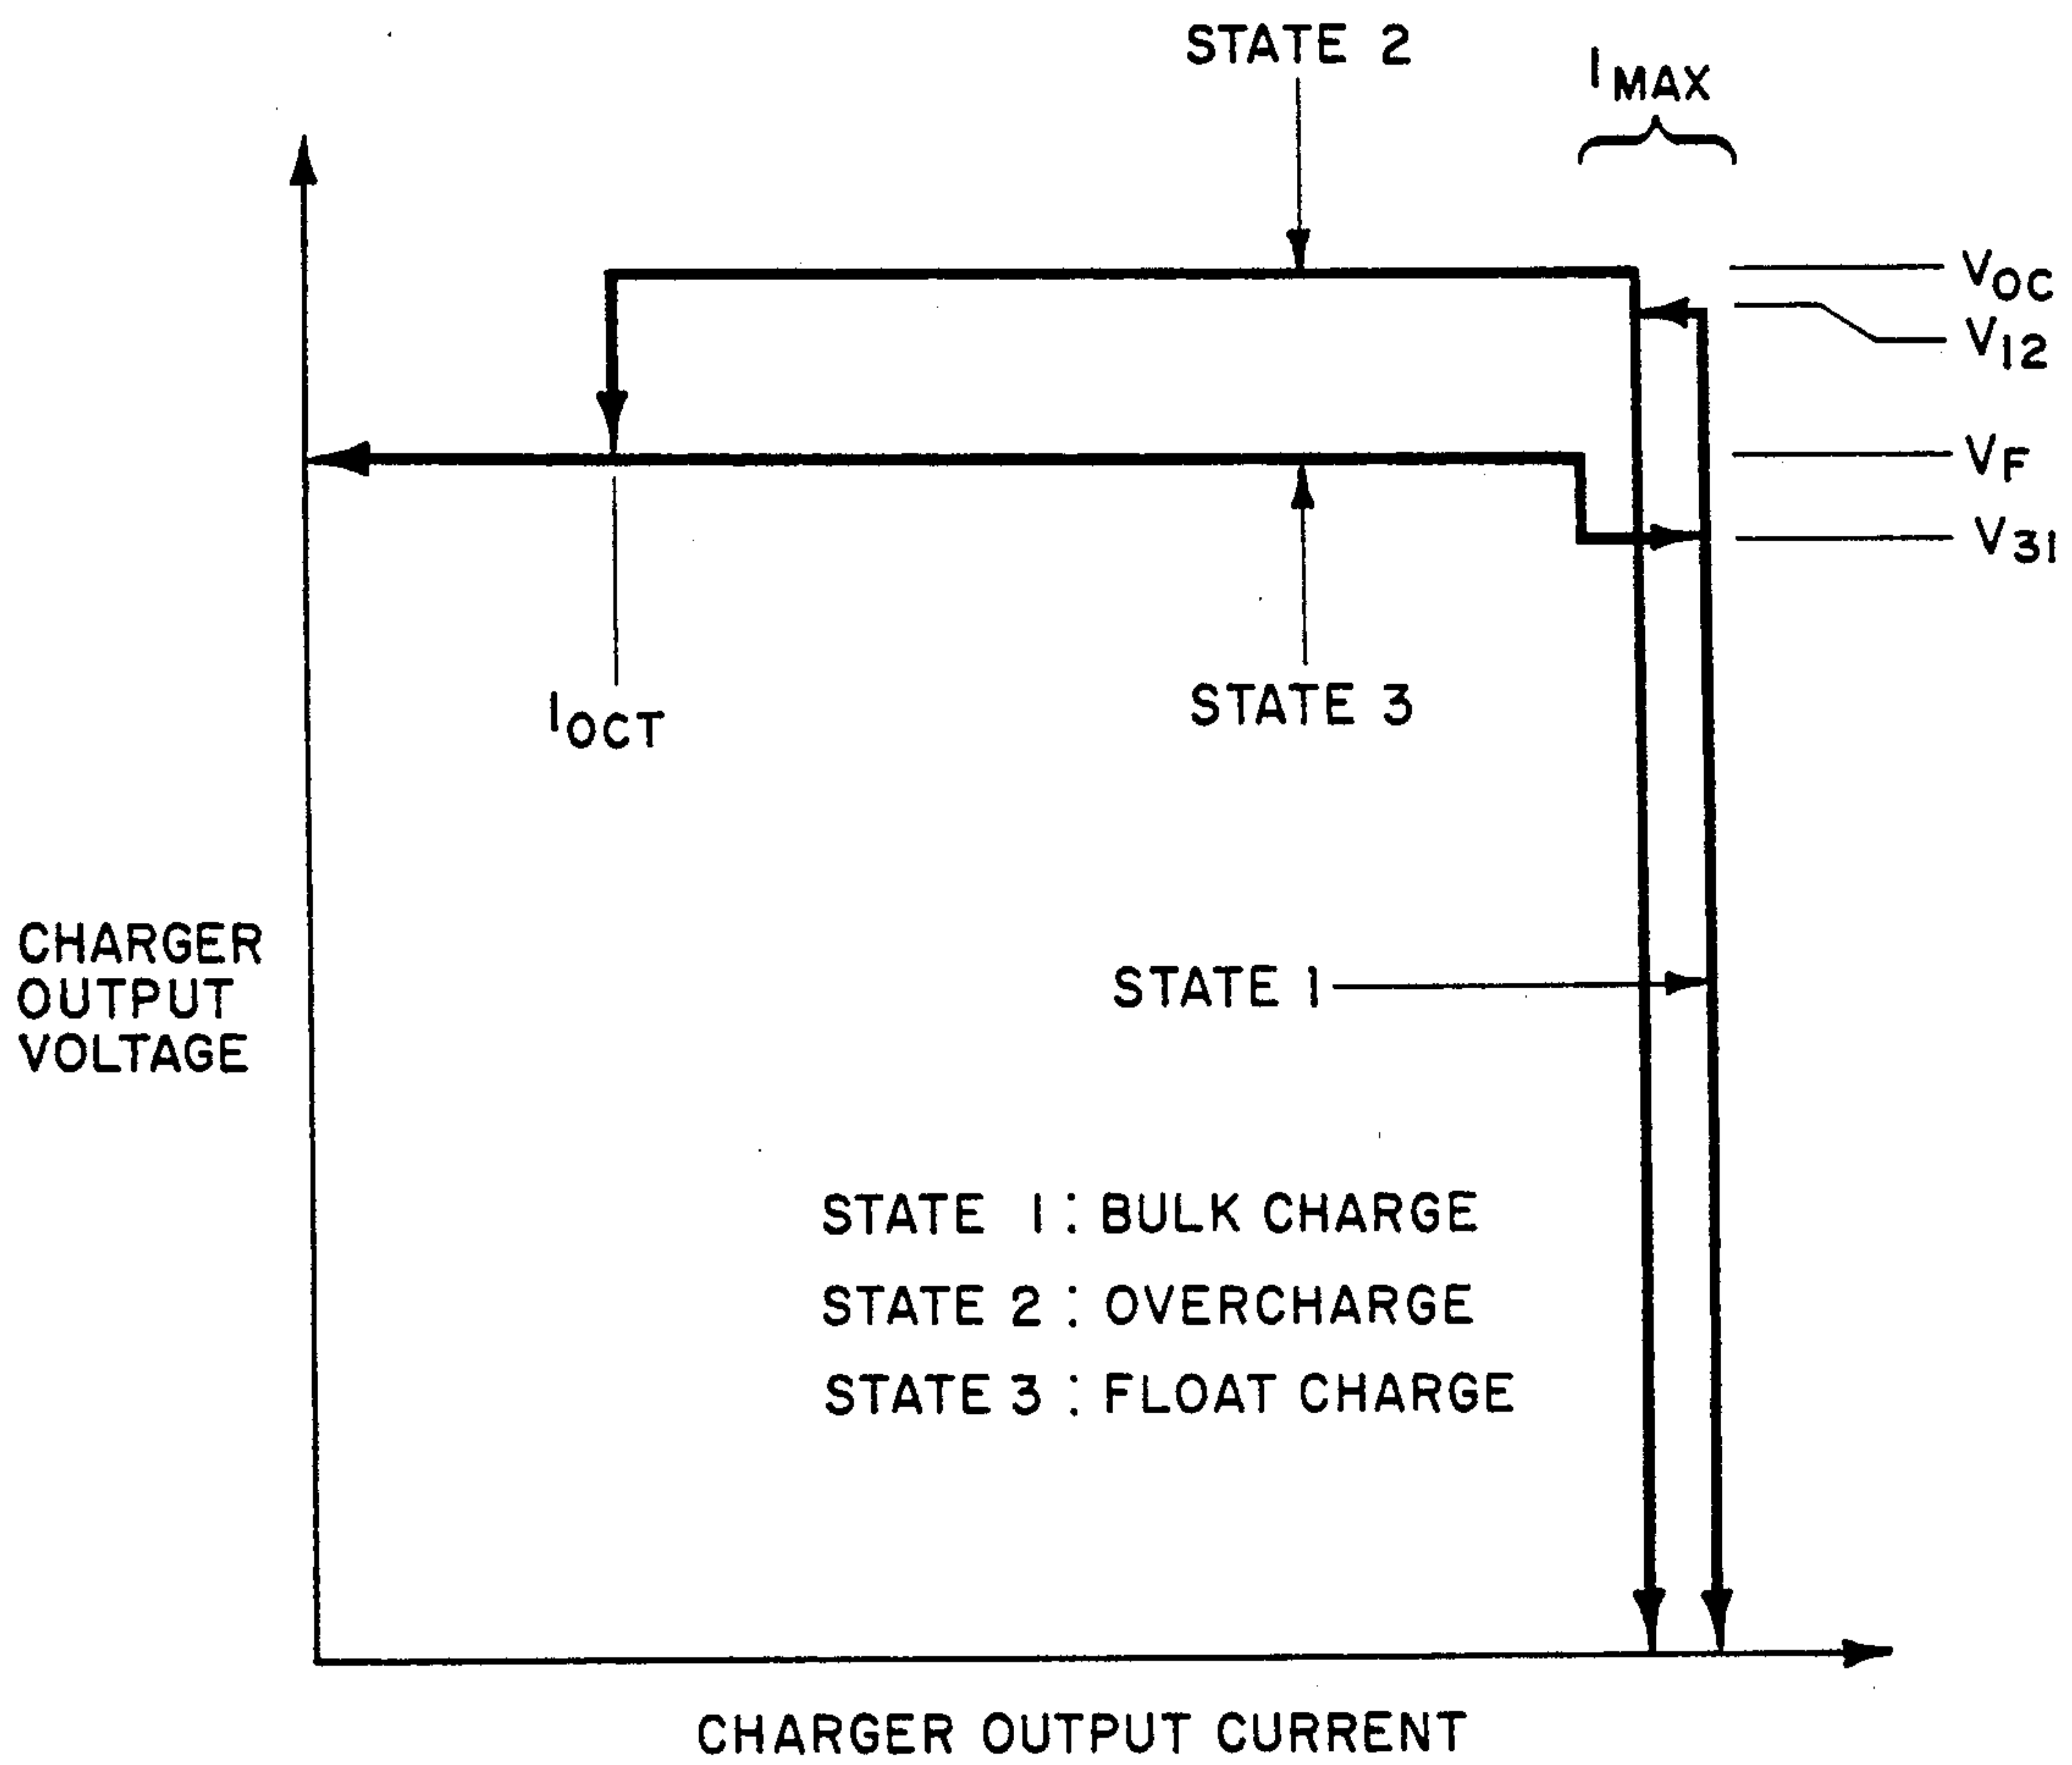 STATE 2
IMAX
VOC
V12
VF
V31
IOCT
STATE 3
CHARGER
OUTPUT
VOLTAGE
STATE 1
STATE 1 : BULK CHARGE
STATE 2 : OVERCHARGE
STATE 3 : FLOAT CHARGE
CHARGER OUTPUT CURRENT